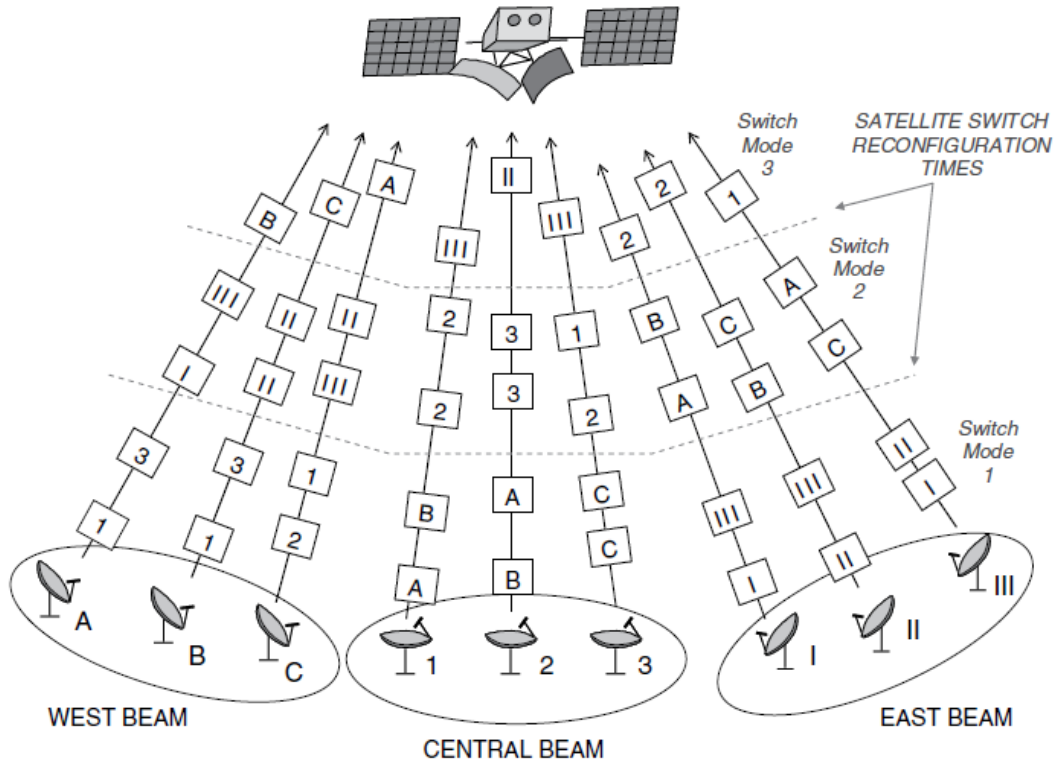 Switch
Mode
3
SATELLITE SWITCH
RECONFIGURATION
TIMES
B C A III II III 2 2 1
Switch
Mode
2
III II II 2 3 1 B C A
I II III 2 3 2 A B C
Switch
Mode
1
3 3 1 B A C III III II
1 1 2 A B C I II I
A B C 1 2 3 I II III
WEST BEAM
CENTRAL BEAM
EAST BEAM